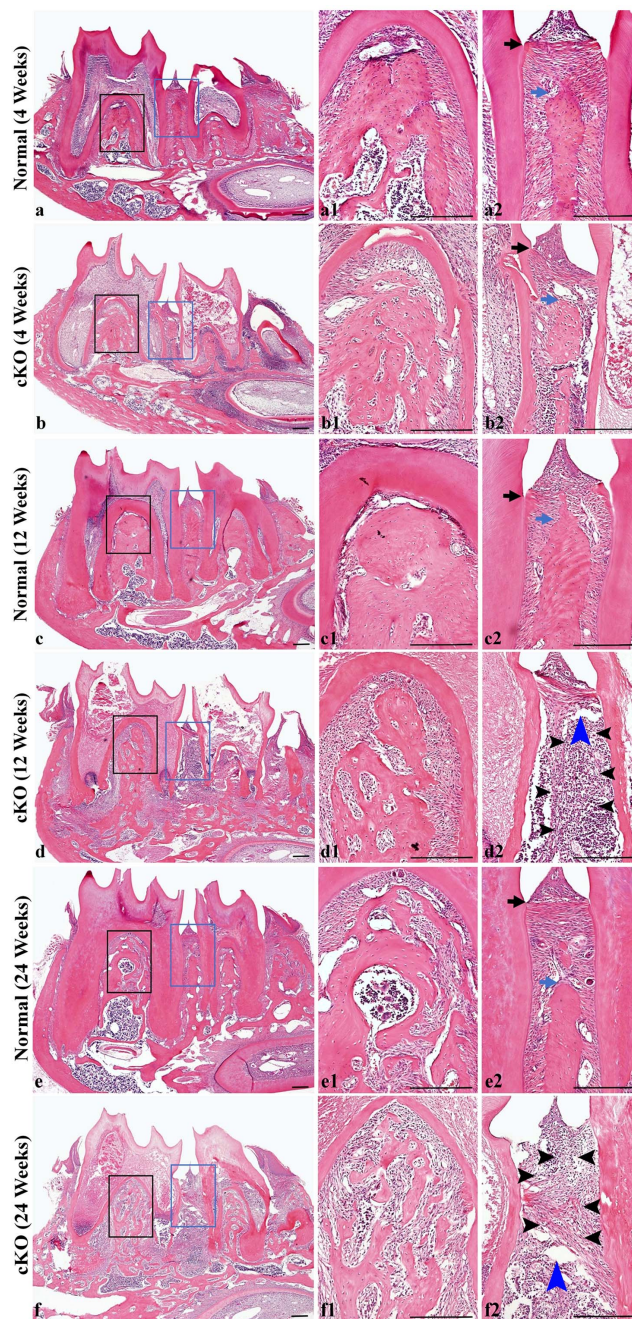 Normal (4 Weeks)
a
a1
a2
cKO (4 Weeks)
b
b1
b2
Normal (12 Weeks)
c
c1
c2
cKO (12 Weeks)
d
d1
d2
Normal (24 Weeks)
e
e1
e2
cKO (24 Weeks)
f
f1
f2